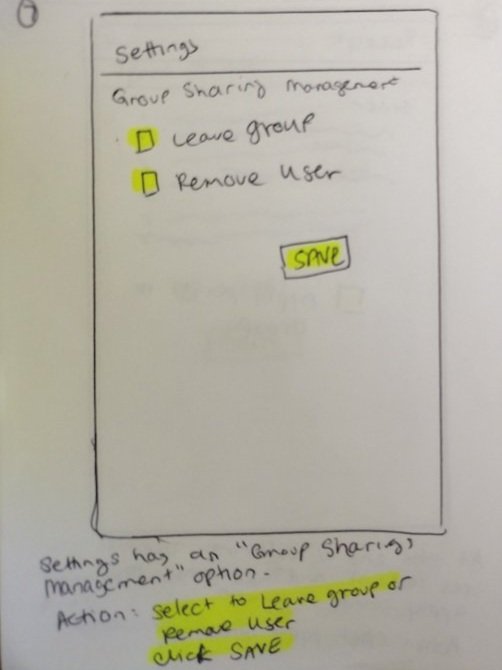 7
Settings
Group Sharing Management
Leave group
Remove User
SAVE
Settings has an "Group Sharing
Management" option.
Action: Select to Leave group or
Remove User
Click SAVE